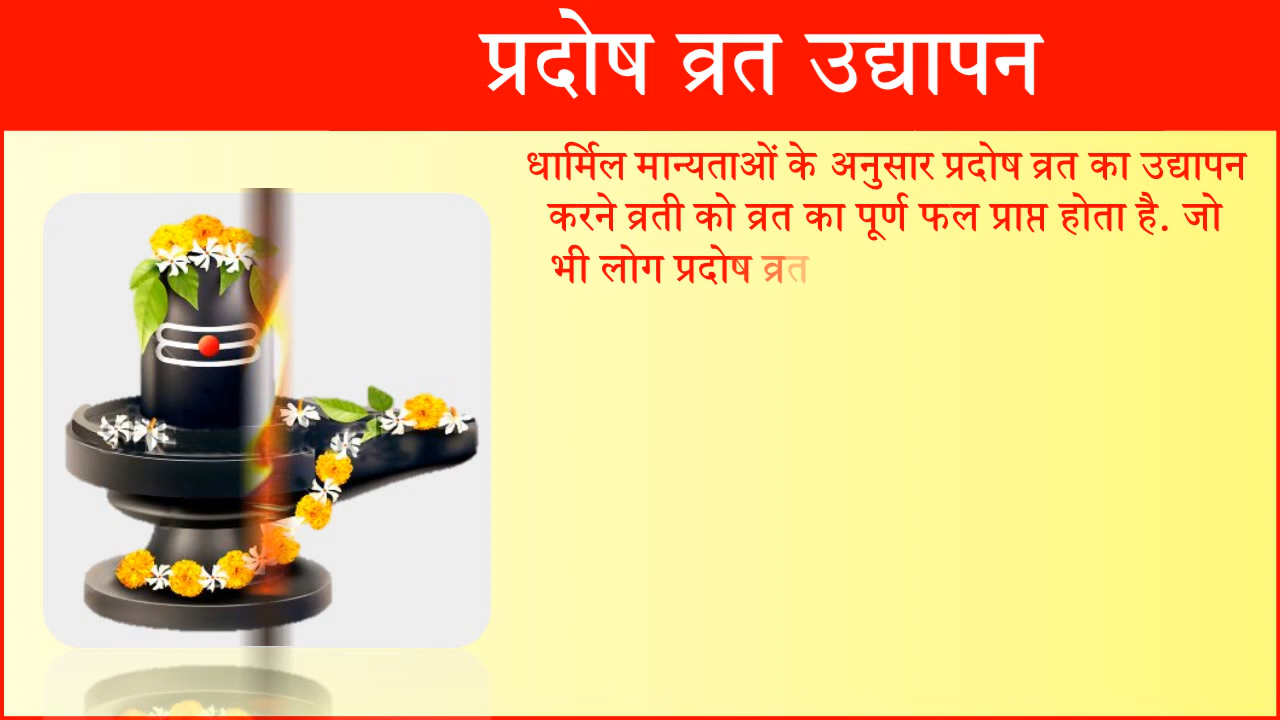 प्रदोष व्रत उद्यापन
धार्मिल मान्यताओं के अनुसार प्रदोष व्रत का उद्यापन
करने व्रती को व्रत का पूर्ण फल प्राप्त होता है. जो
भी लोग प्रदोष व्रत